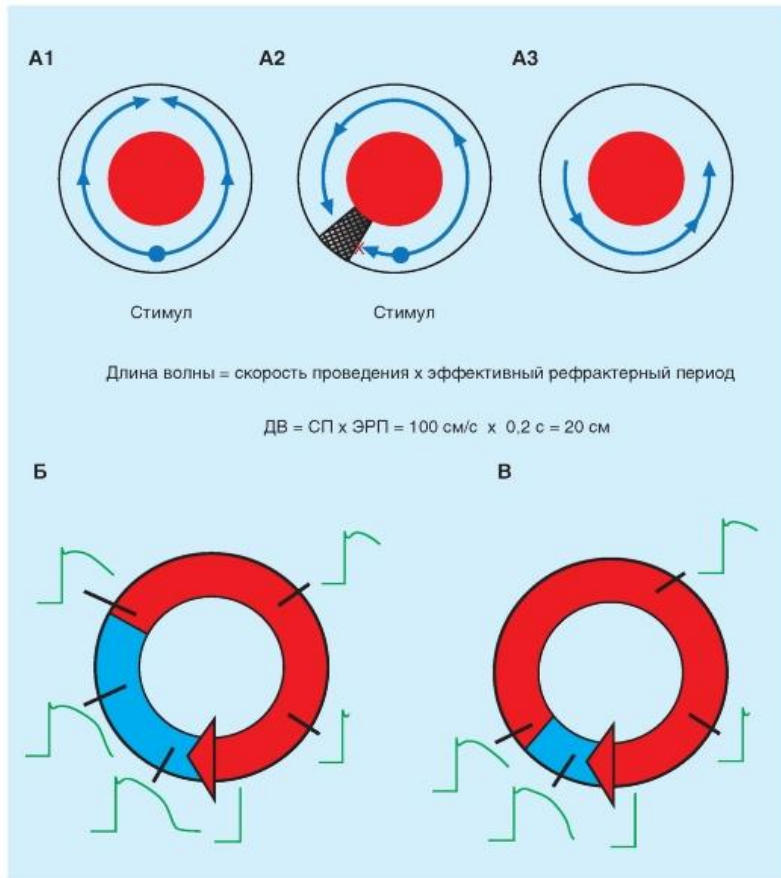 А1
А2
А3
Стимул
Стимул
Длина волны = скорость проведения х эффективный рефрактерный период
ДВ = СП х ЭРП = 100 см/с х 0,2 с = 20 см
Б
В